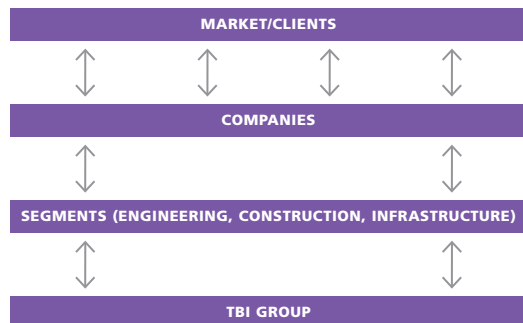 MARKET/CLIENTS
COMPANIES
SEGMENTS (ENGINEERING, CONSTRUCTION, INFRASTRUCTURE)
TBI GROUP